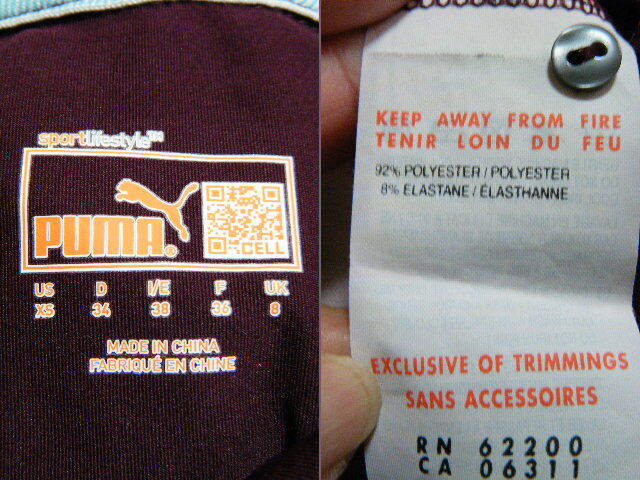 sportlifestyle™
PUMA®
CELL
US D I/E F UK
XS 34 38 36 8
MADE IN CHINA
FABRIQUÉ EN CHINE
KEEP AWAY FROM FIRE
TENIR LOIN DU FEU
92% POLYESTER / POLYESTER
8% ELASTANE / ÉLASTHANNE
EXCLUSIVE OF TRIMMINGS
SANS ACCESSOIRES
RN 62200
CA 06311